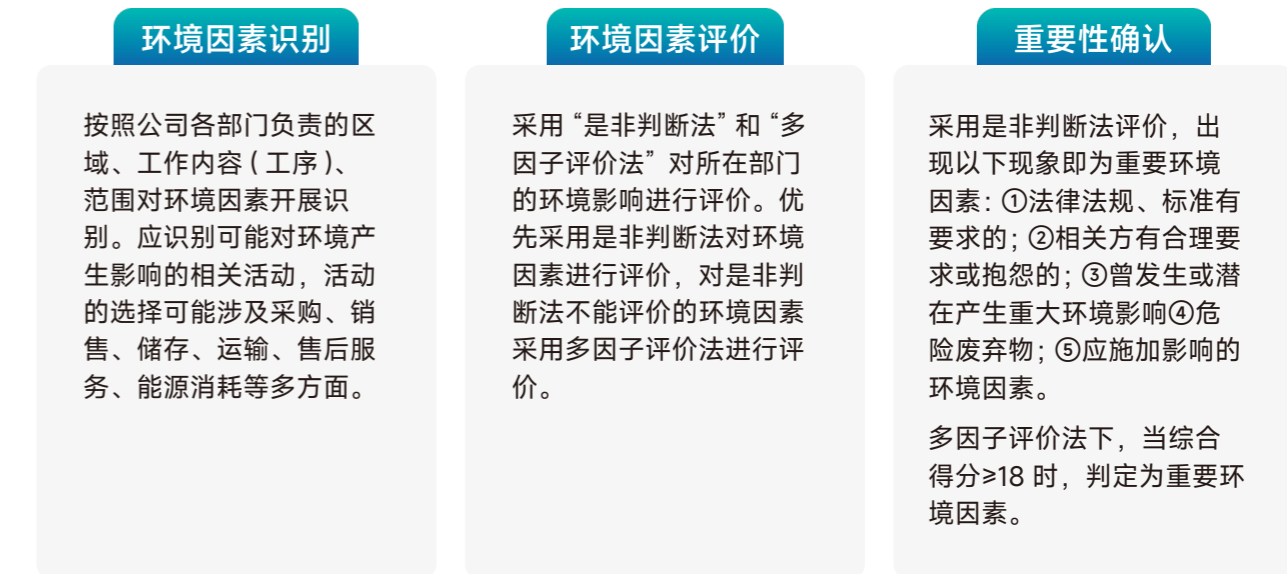 环境因素识别
按照公司各部门负责的区
域、工作内容(工序)、
范围对环境因素开展识
别。应识别可能对环境产
生影响的相关活动，活动
的选择可能涉及采购、销
售、储存、运输、售后服
务、能源消耗等多方面。
环境因素评价
采用“是非判断法”和“多
因子评价法”对所在部门
的环境影响进行评价。优
先采用是非判断法对环境
因素进行评价，对是非判
断法不能评价的环境因素
采用多因子评价法进行评
价。
重要性确认
采用是非判断法评价，出
现以下现象即为重要环境
因素：①法律法规、标准有
要求的；②相关方有合理要
求或抱怨的；③曾发生或潜
在产生重大环境影响④危
险废弃物；⑤应施加影响的
环境因素。
多因子评价法下，当综合
得分≥18 时，判定为重要环
境因素。